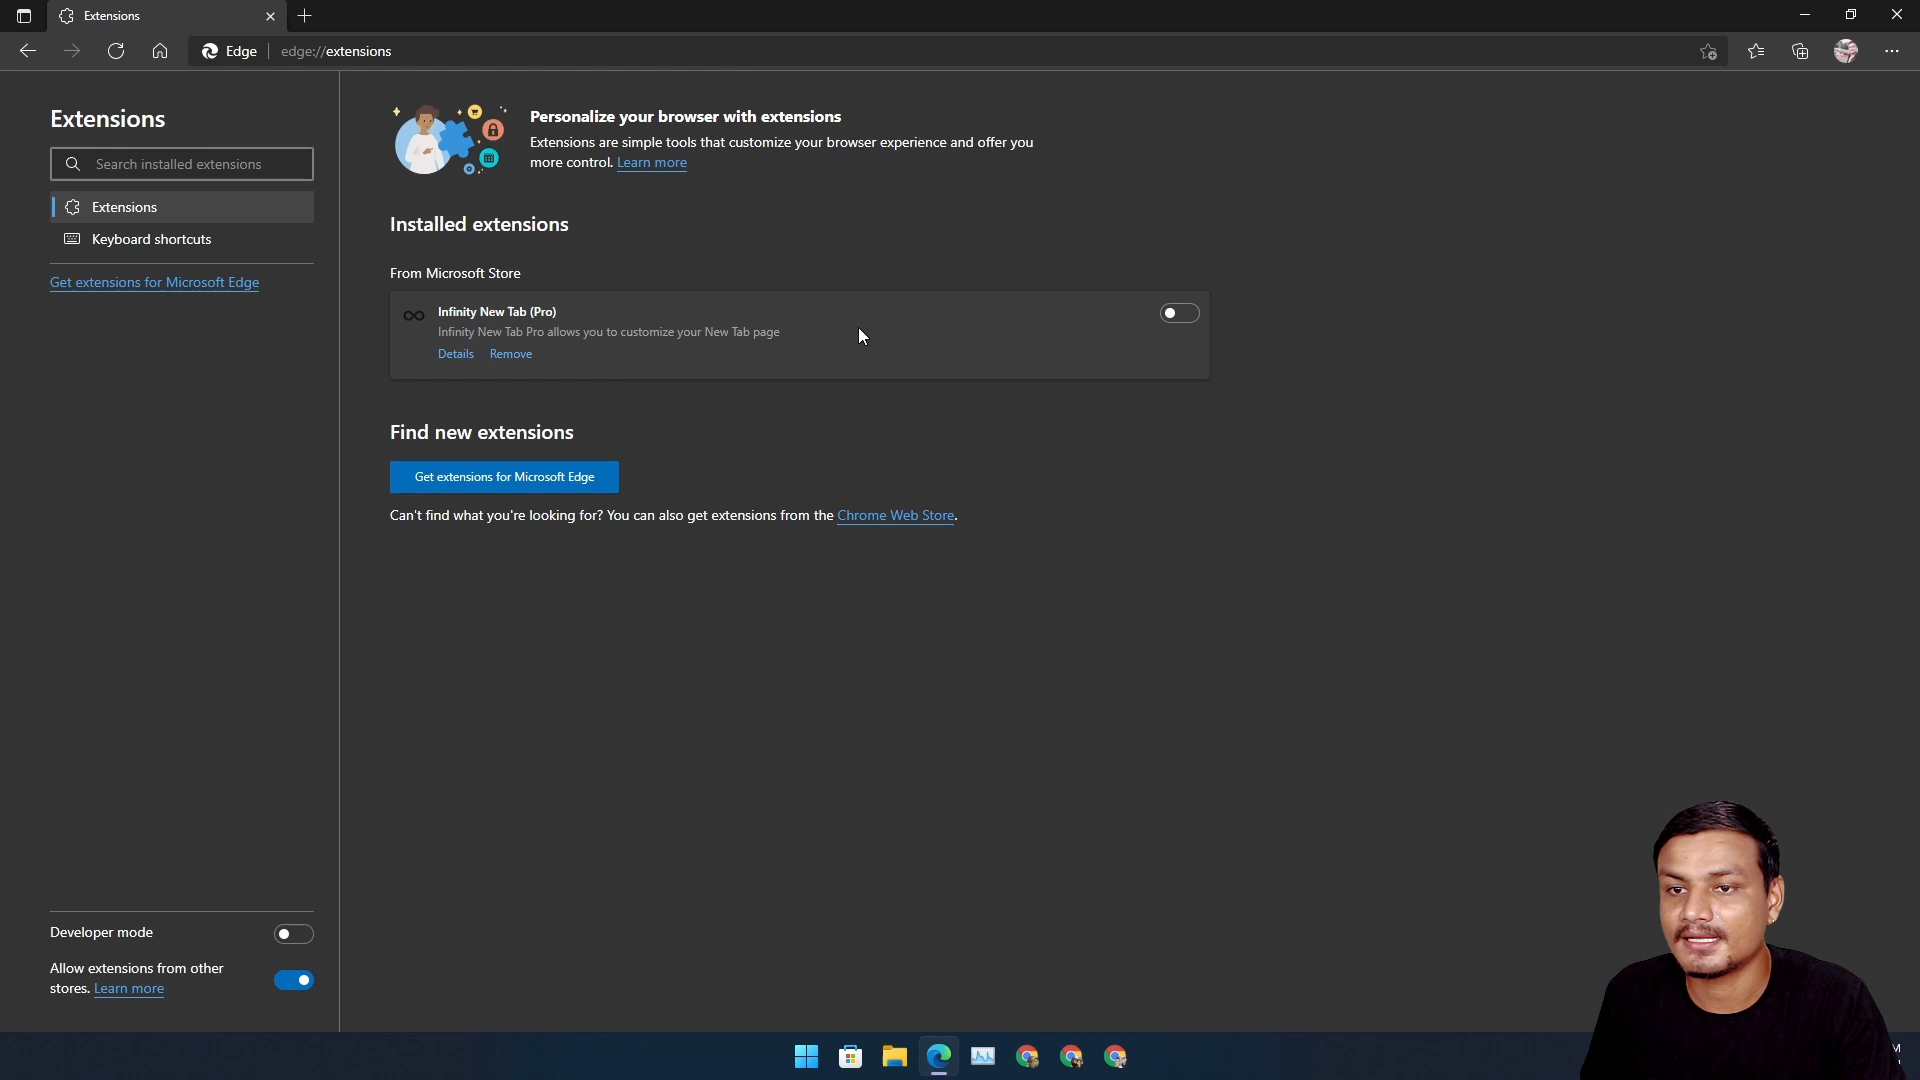 Extensions
Edge
edge://extensions
Extensions
Search installed extensions
Extensions
Keyboard shortcuts
Get extensions for Microsoft Edge
Personalize your browser with extensions
Extensions are simple tools that customize your browser experience and offer you
more control. Learn more
Installed extensions
From Microsoft Store
Infinity New Tab (Pro)
Infinity New Tab Pro allows you to customize your New Tab page
Details Remove
Find new extensions
Get extensions for Microsoft Edge
Can't find what you're looking for? You can also get extensions from the Chrome Web Store.
Developer mode
Allow extensions from other
stores. Learn more